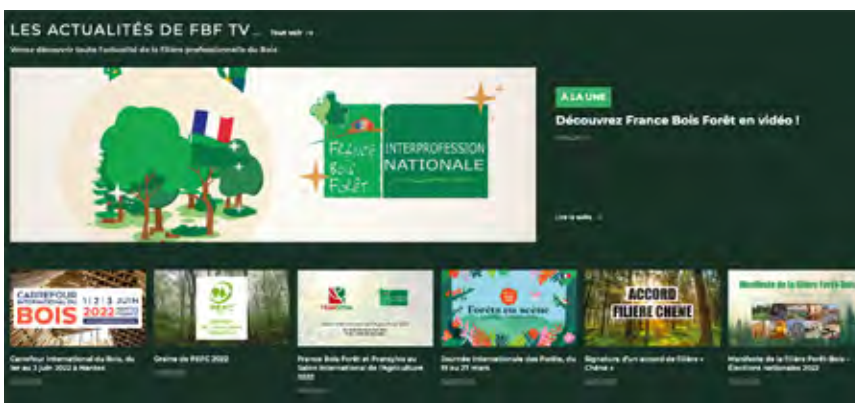 LES ACTUALITÉS DE FBF TV
Tout voir
Venez découvrir toute l'actualité de la filière professionnelle du Bois
FRANCE
BOIS
FORÊT
INTERPROFESSION
NATIONALE
À LA UNE
Découvrez France Bois Forêt en vidéo !
Lire la suite
CARREFOUR
INTERNATIONAL DU
BOIS
1 | 2 | 3 JUIN
2022
Carrefour International du Bois, du
1er au 3 juin 2022 à Nantes
PEFC
Graine de PEFC 2022
France Bois Forêt et Fransylva au
Salon International de l'Agriculture
2022
Forêts en scène
Journée Internationale des Forêts, du
19 au 27 mars
ACCORD
FILIERE CHENE
Signature d'un accord de filière «
Chêne »
Manifeste de la filière Forêt-Bois
Manifeste de la filière Forêt-Bois –
Élections nationales 2022